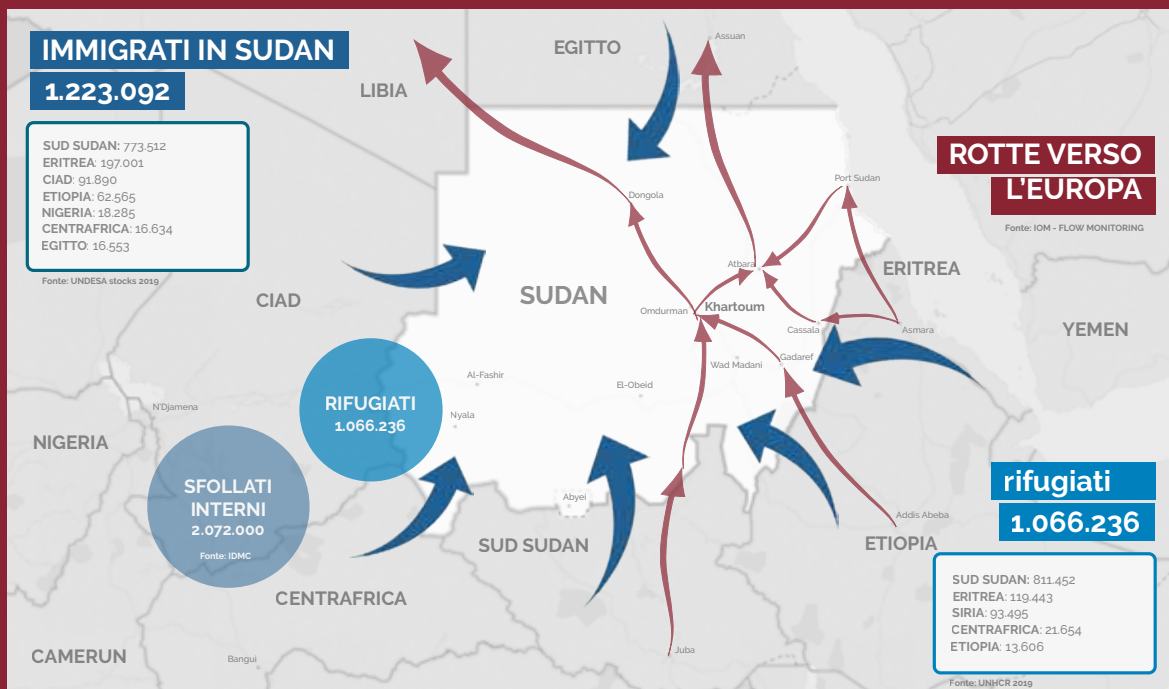 IMMIGRATI IN SUDAN
1.223.092
SUD SUDAN: 773.512
ERITREA: 197.001
CIAD: 91.890
ETIOPIA: 62.565
NIGERIA: 18.285
CENTRAFRICA: 16.634
EGITTO: 16.553
Fonte: UNDESA stocks 2019
EGITTO
Assuan
LIBIA
ROTTE VERSO
L'EUROPA
Fonte: IOM - FLOW MONITORING
Port Sudan
Dongola
Atbara
ERITREA
CIAD
SUDAN
Omdurman
Khartoum
Cassala
Asmara
YEMEN
Gadaref
Wad Madani
Al-Fashir
El-Obeid
Nyala
N'Djamena
NIGERIA
RIFUGIATI
1.066.236
SFOLLATI
INTERNI
2.072.000
Fonte: IDMC
Abyei
SUD SUDAN
CENTRAFRICA
CAMERUN
Bangui
Juba
Addis Abeba
ETIOPIA
rifugiati
1.066.236
SUD SUDAN: 811.452
ERITREA: 119.443
SIRIA: 93.495
CENTRAFRICA: 21.654
ETIOPIA: 13.606
Fonte: UNHCR 2019